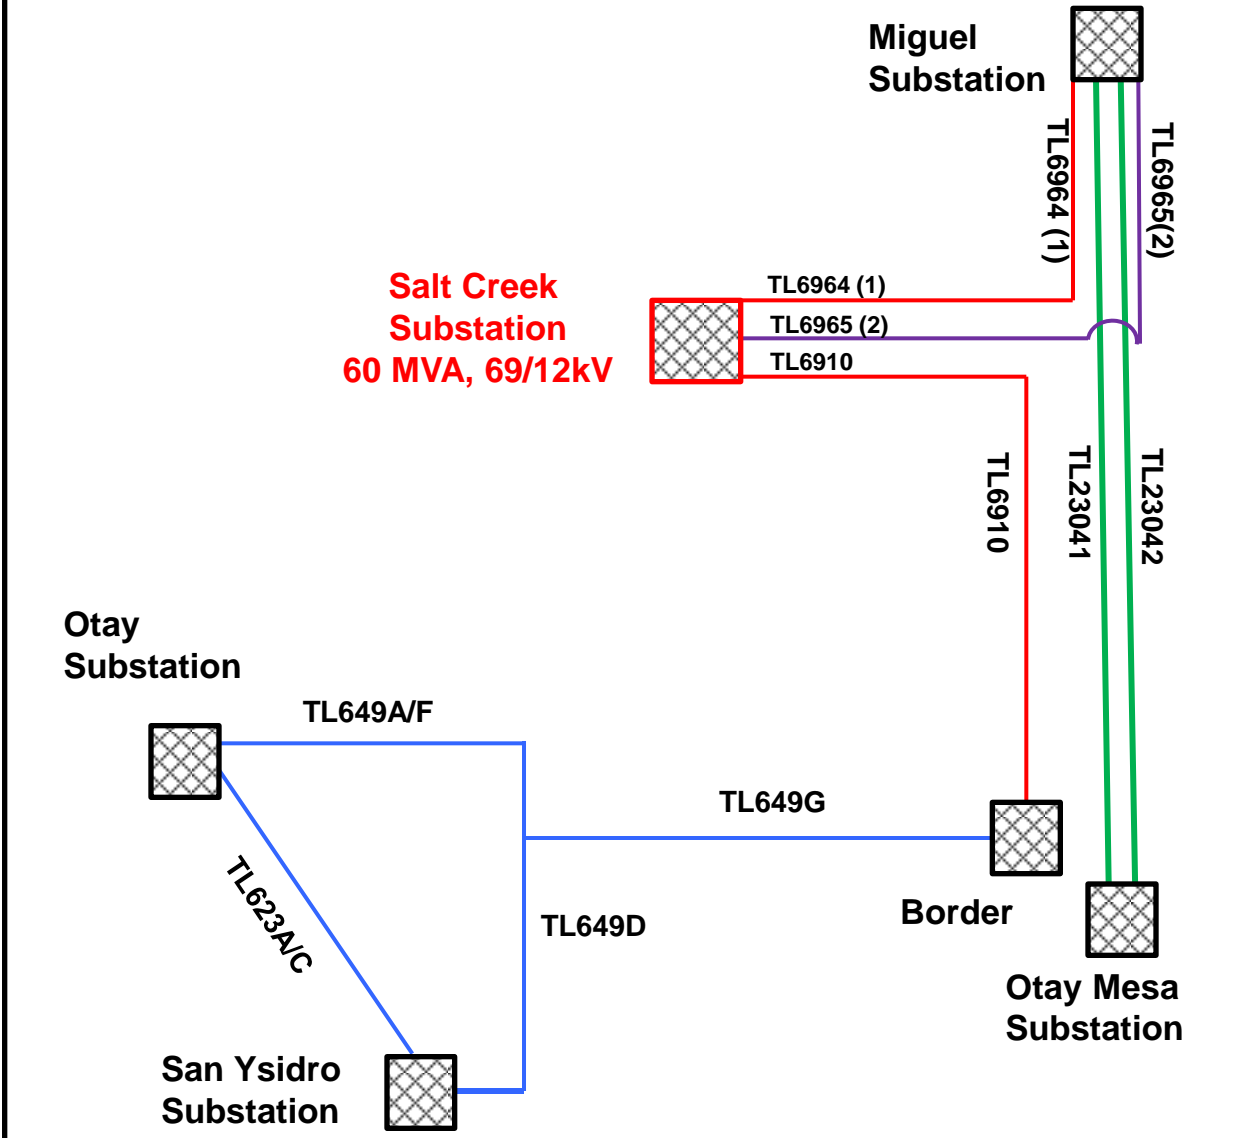 Miguel
Substation
TL6964 (1)
TL6965(2)
Salt Creek
Substation
60 MVA, 69/12kV
TL6964 (1)
TL6965 (2)
TL6910
TL6910
TL23041
TL23042
Otay
Substation
TL649A/F
TL649G
TL623A/C
TL649D
Border
Otay Mesa
Substation
San Ysidro
Substation